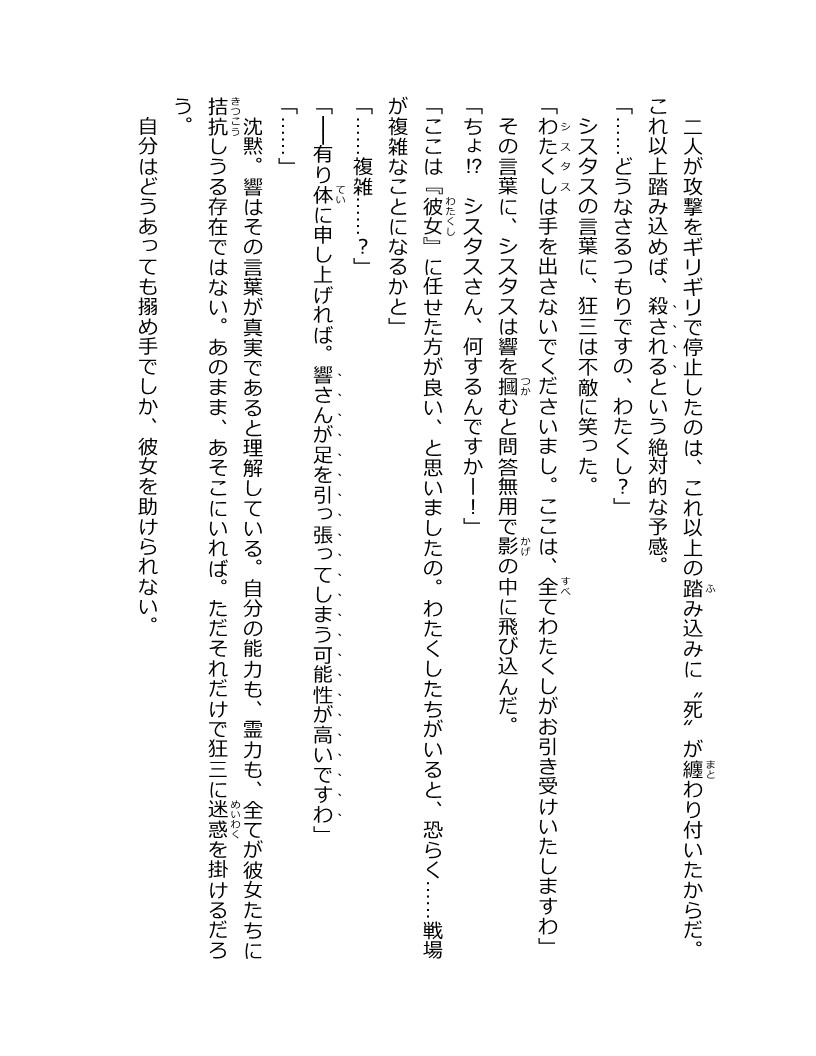 二人が攻撃をギリギリで停止したのは、これ以上の踏み込みに〝死〟が纏わり付いたからだ。
これ以上踏み込めば、殺されるという絶対的な予感。
「……どうなさるつもりですの、わたくし？」
シスタスの言葉に、狂三は不敵に笑った。
「わたくしは手を出さないでくださいまし。ここは、全てわたくしがお引き受けいたしますわ」
その言葉に、シスタスは響を摑むと問答無用で影の中に飛び込んだ。
「ちょ⁉　シスタスさん、何するんですかー！」
「ここは『彼女』に任せた方が良い、と思いましたの。わたくしたちがいると、恐らく……戦場
が複雑なことになるかと」
「……複雑……？」
「──有り体に申し上げれば。響さんが足を引っ張ってしまう可能性が高いですわ」
「……」
沈黙。響はその言葉が真実であると理解している。自分の能力も、霊力も、全てが彼女たちに
拮抗しうる存在ではない。あのまま、あそこにいれば。ただそれだけで狂三に迷惑を掛けるだろ
う。
自分はどうあっても搦め手でしか、彼女を助けられない。